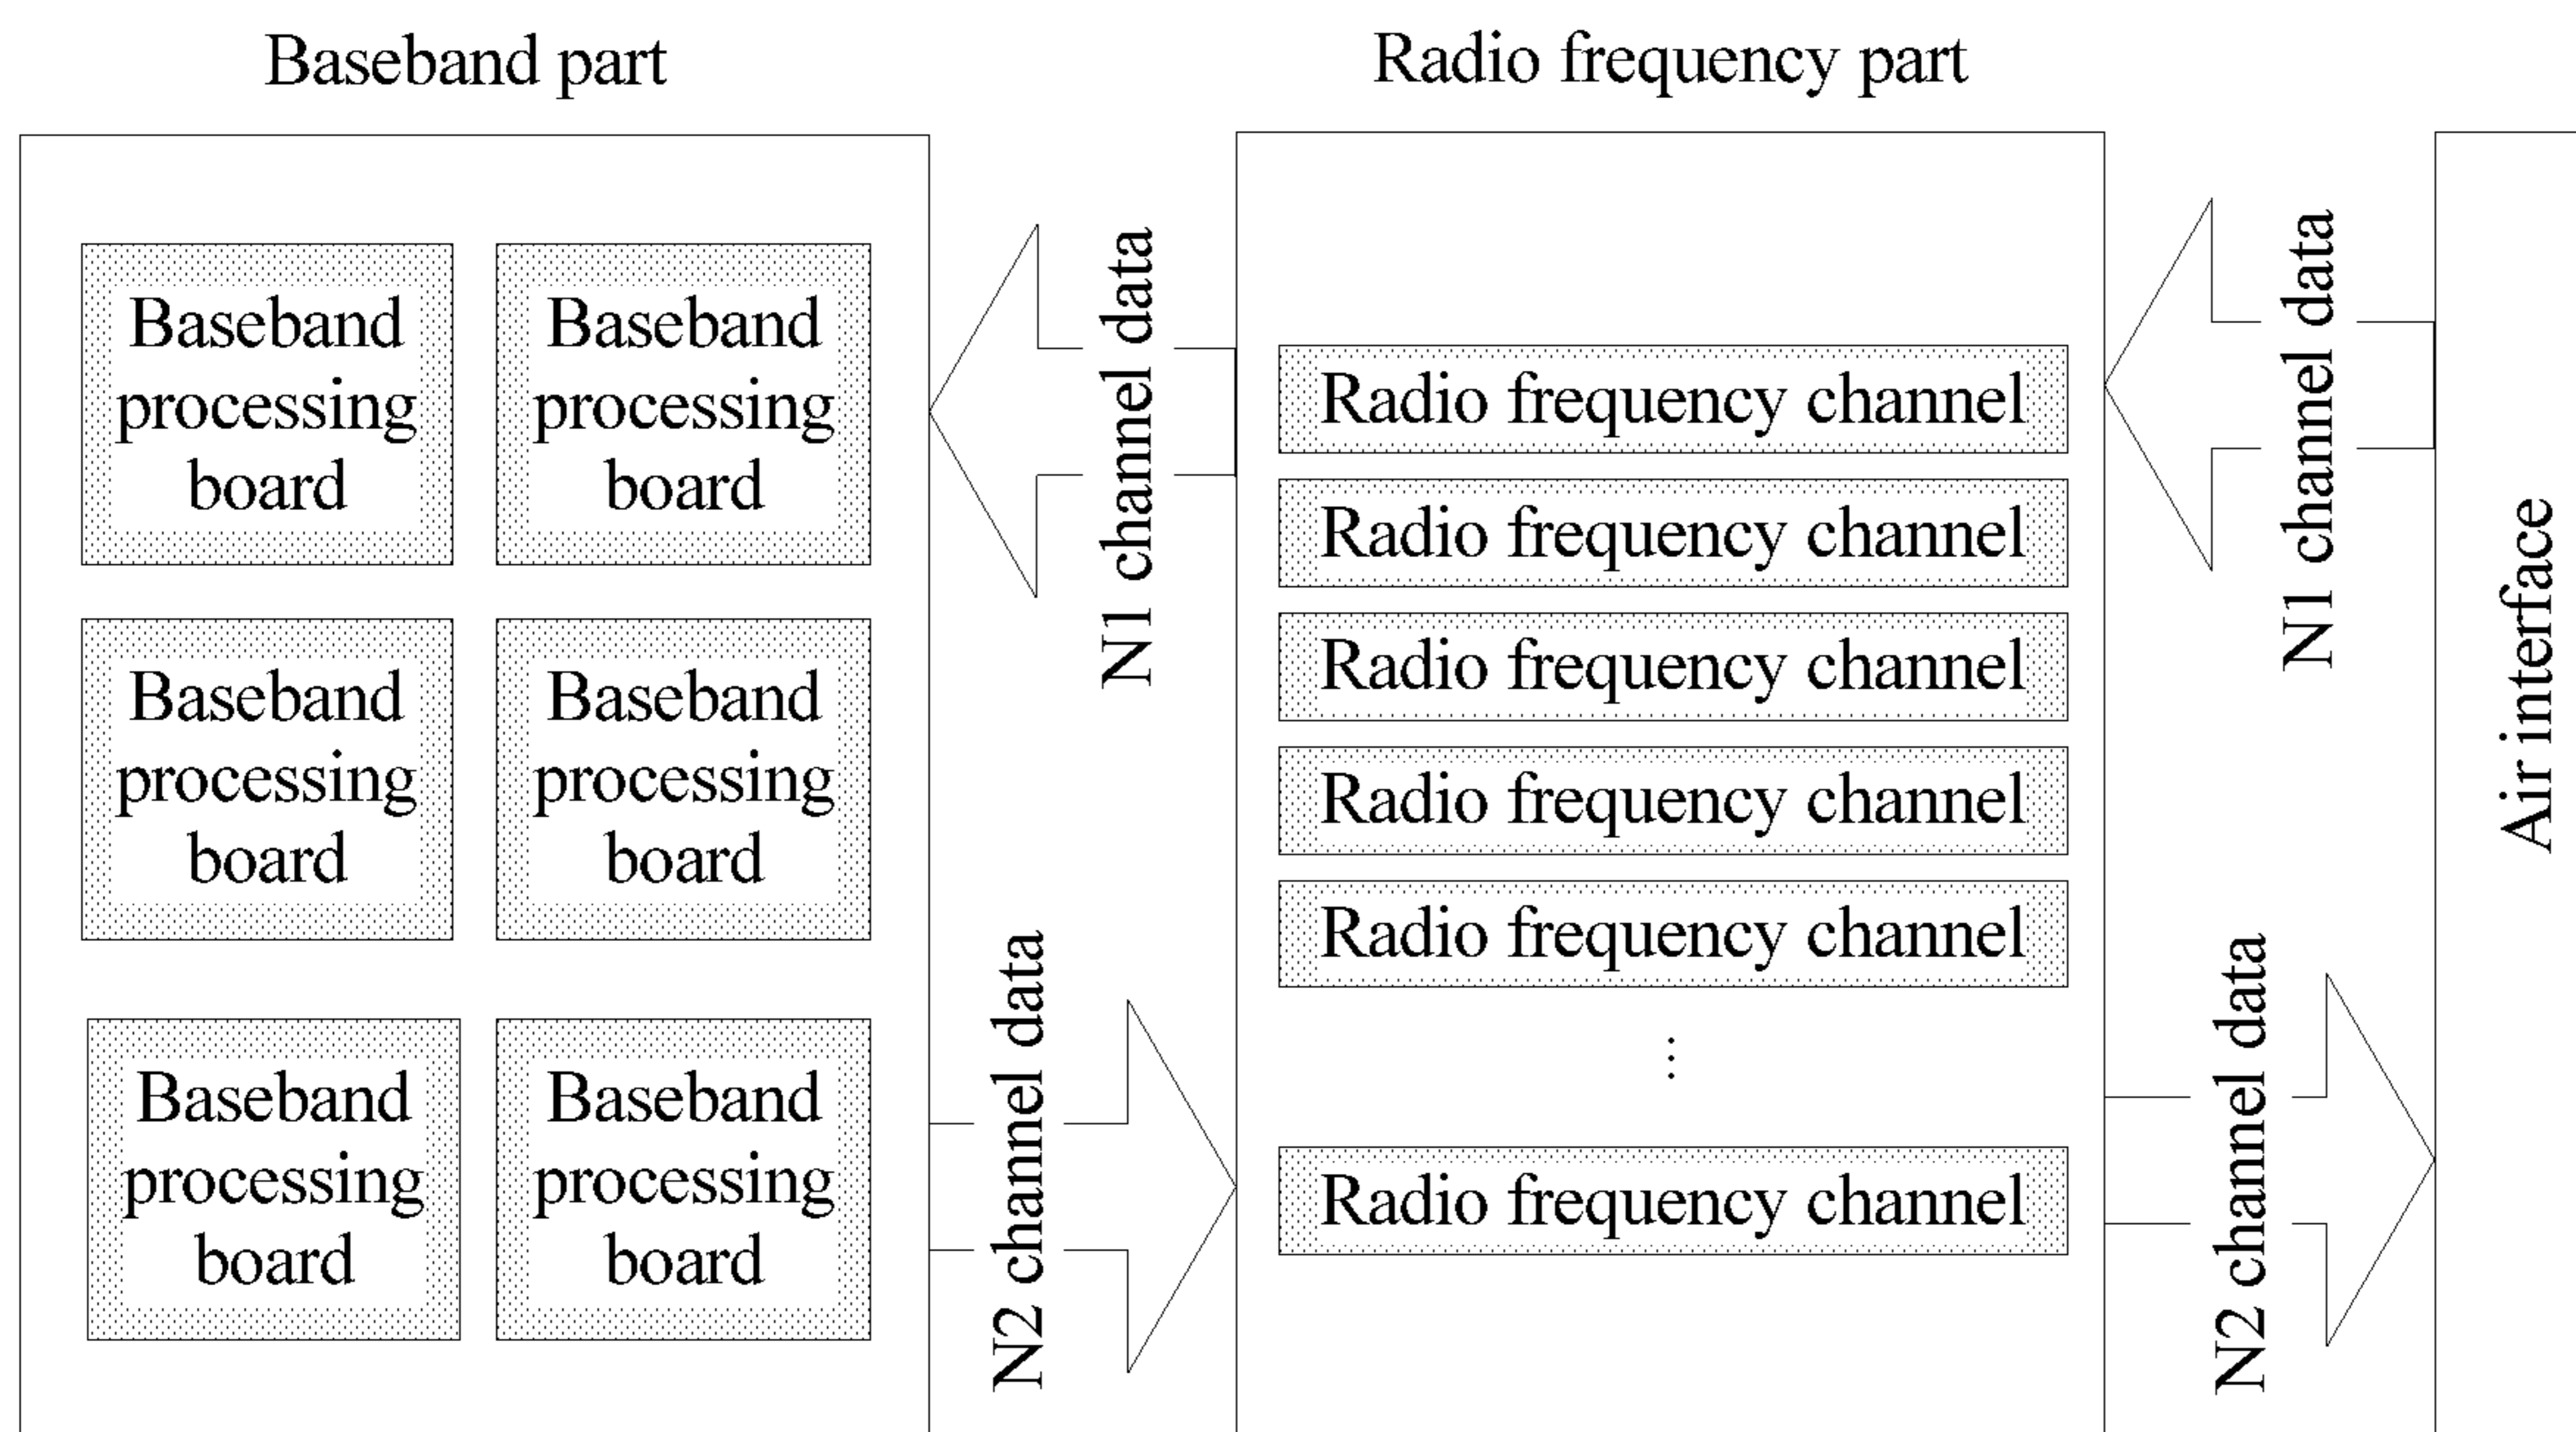 Baseband part
Radio frequency part
Baseband
processing
board
Baseband
processing
board
Baseband
processing
board
Baseband
processing
board
Baseband
processing
board
Baseband
processing
board
N1 channel data
N2 channel data
Radio frequency channel
Radio frequency channel
Radio frequency channel
Radio frequency channel
Radio frequency channel
⋮
Radio frequency channel
N1 channel data
N2 channel data
Air interface